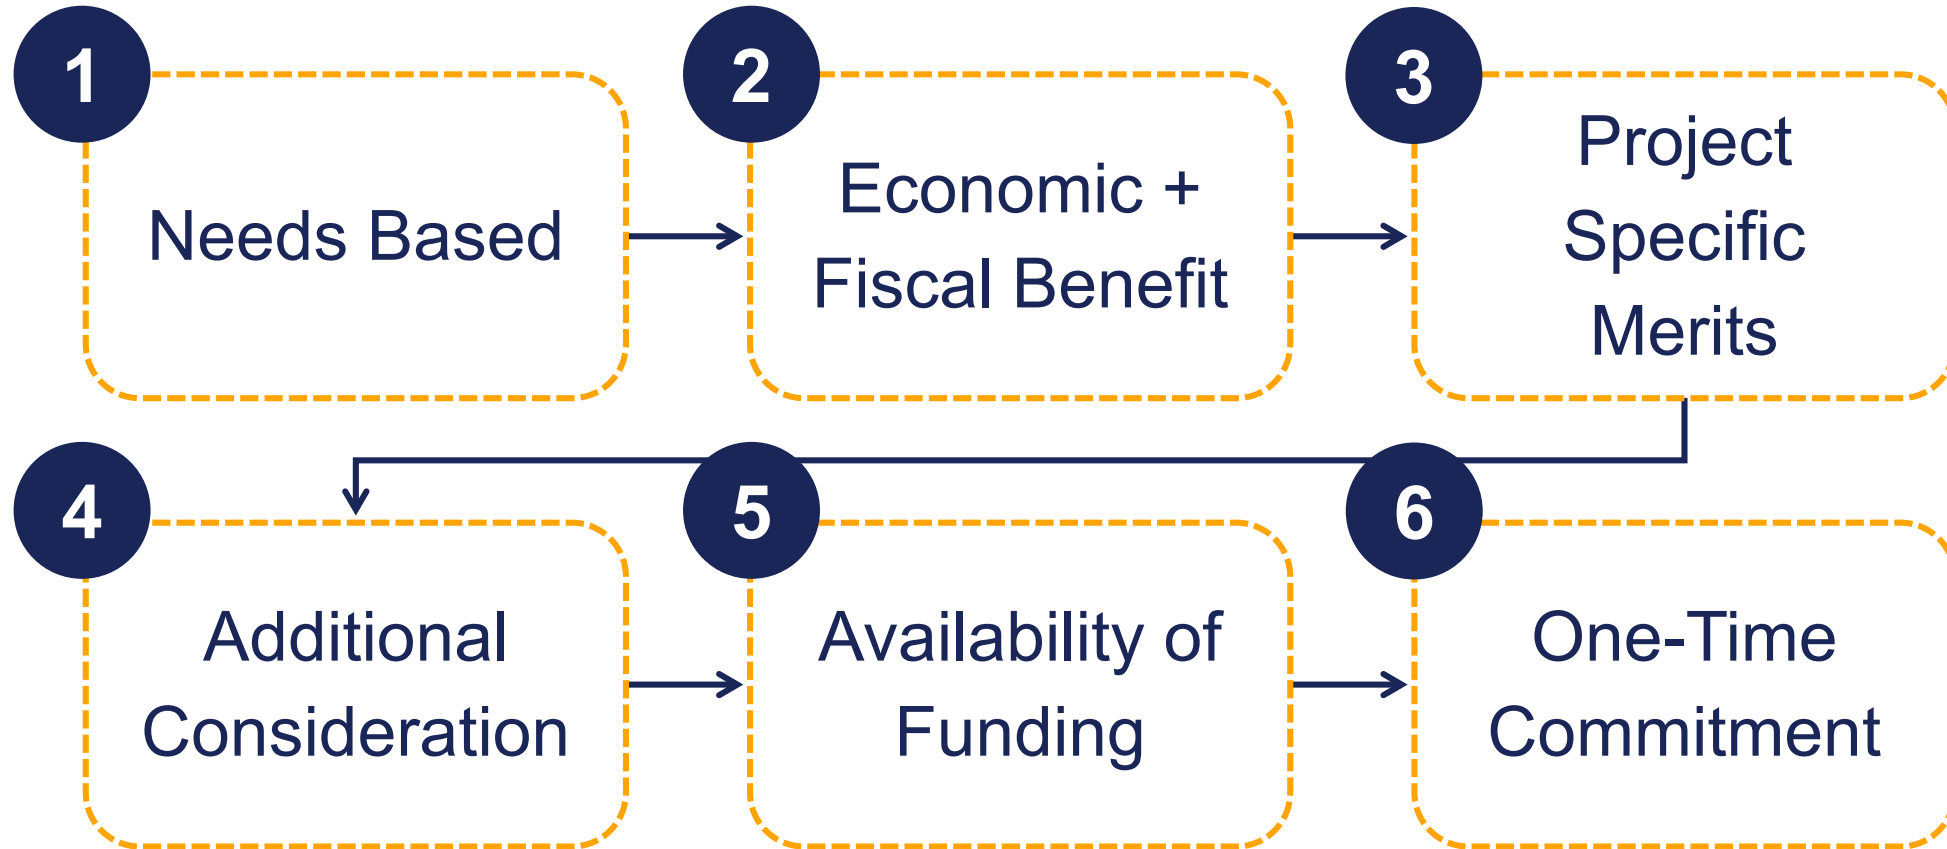 1
Needs Based
2
Economic +
Fiscal Benefit
3
Project
Specific
Merits
4
Additional
Consideration
5
Availability of
Funding
6
One-Time
Commitment